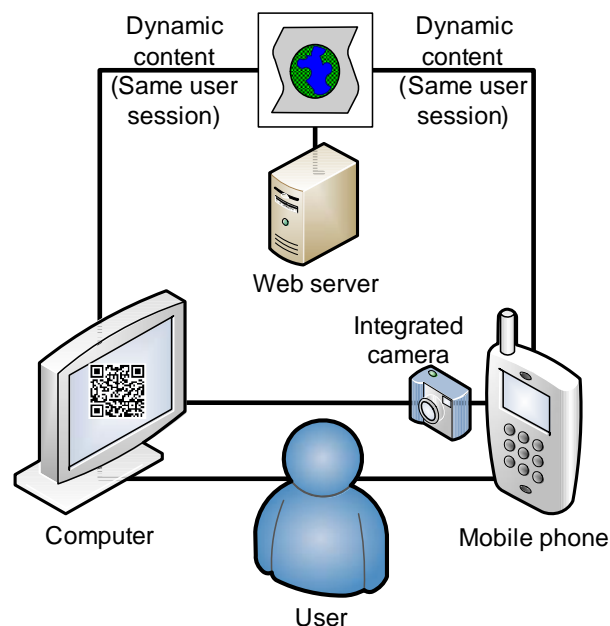 Dynamic
content
(Same user
session)
Dynamic
content
(Same user
session)
Web server
Integrated
camera
Computer
Mobile phone
User